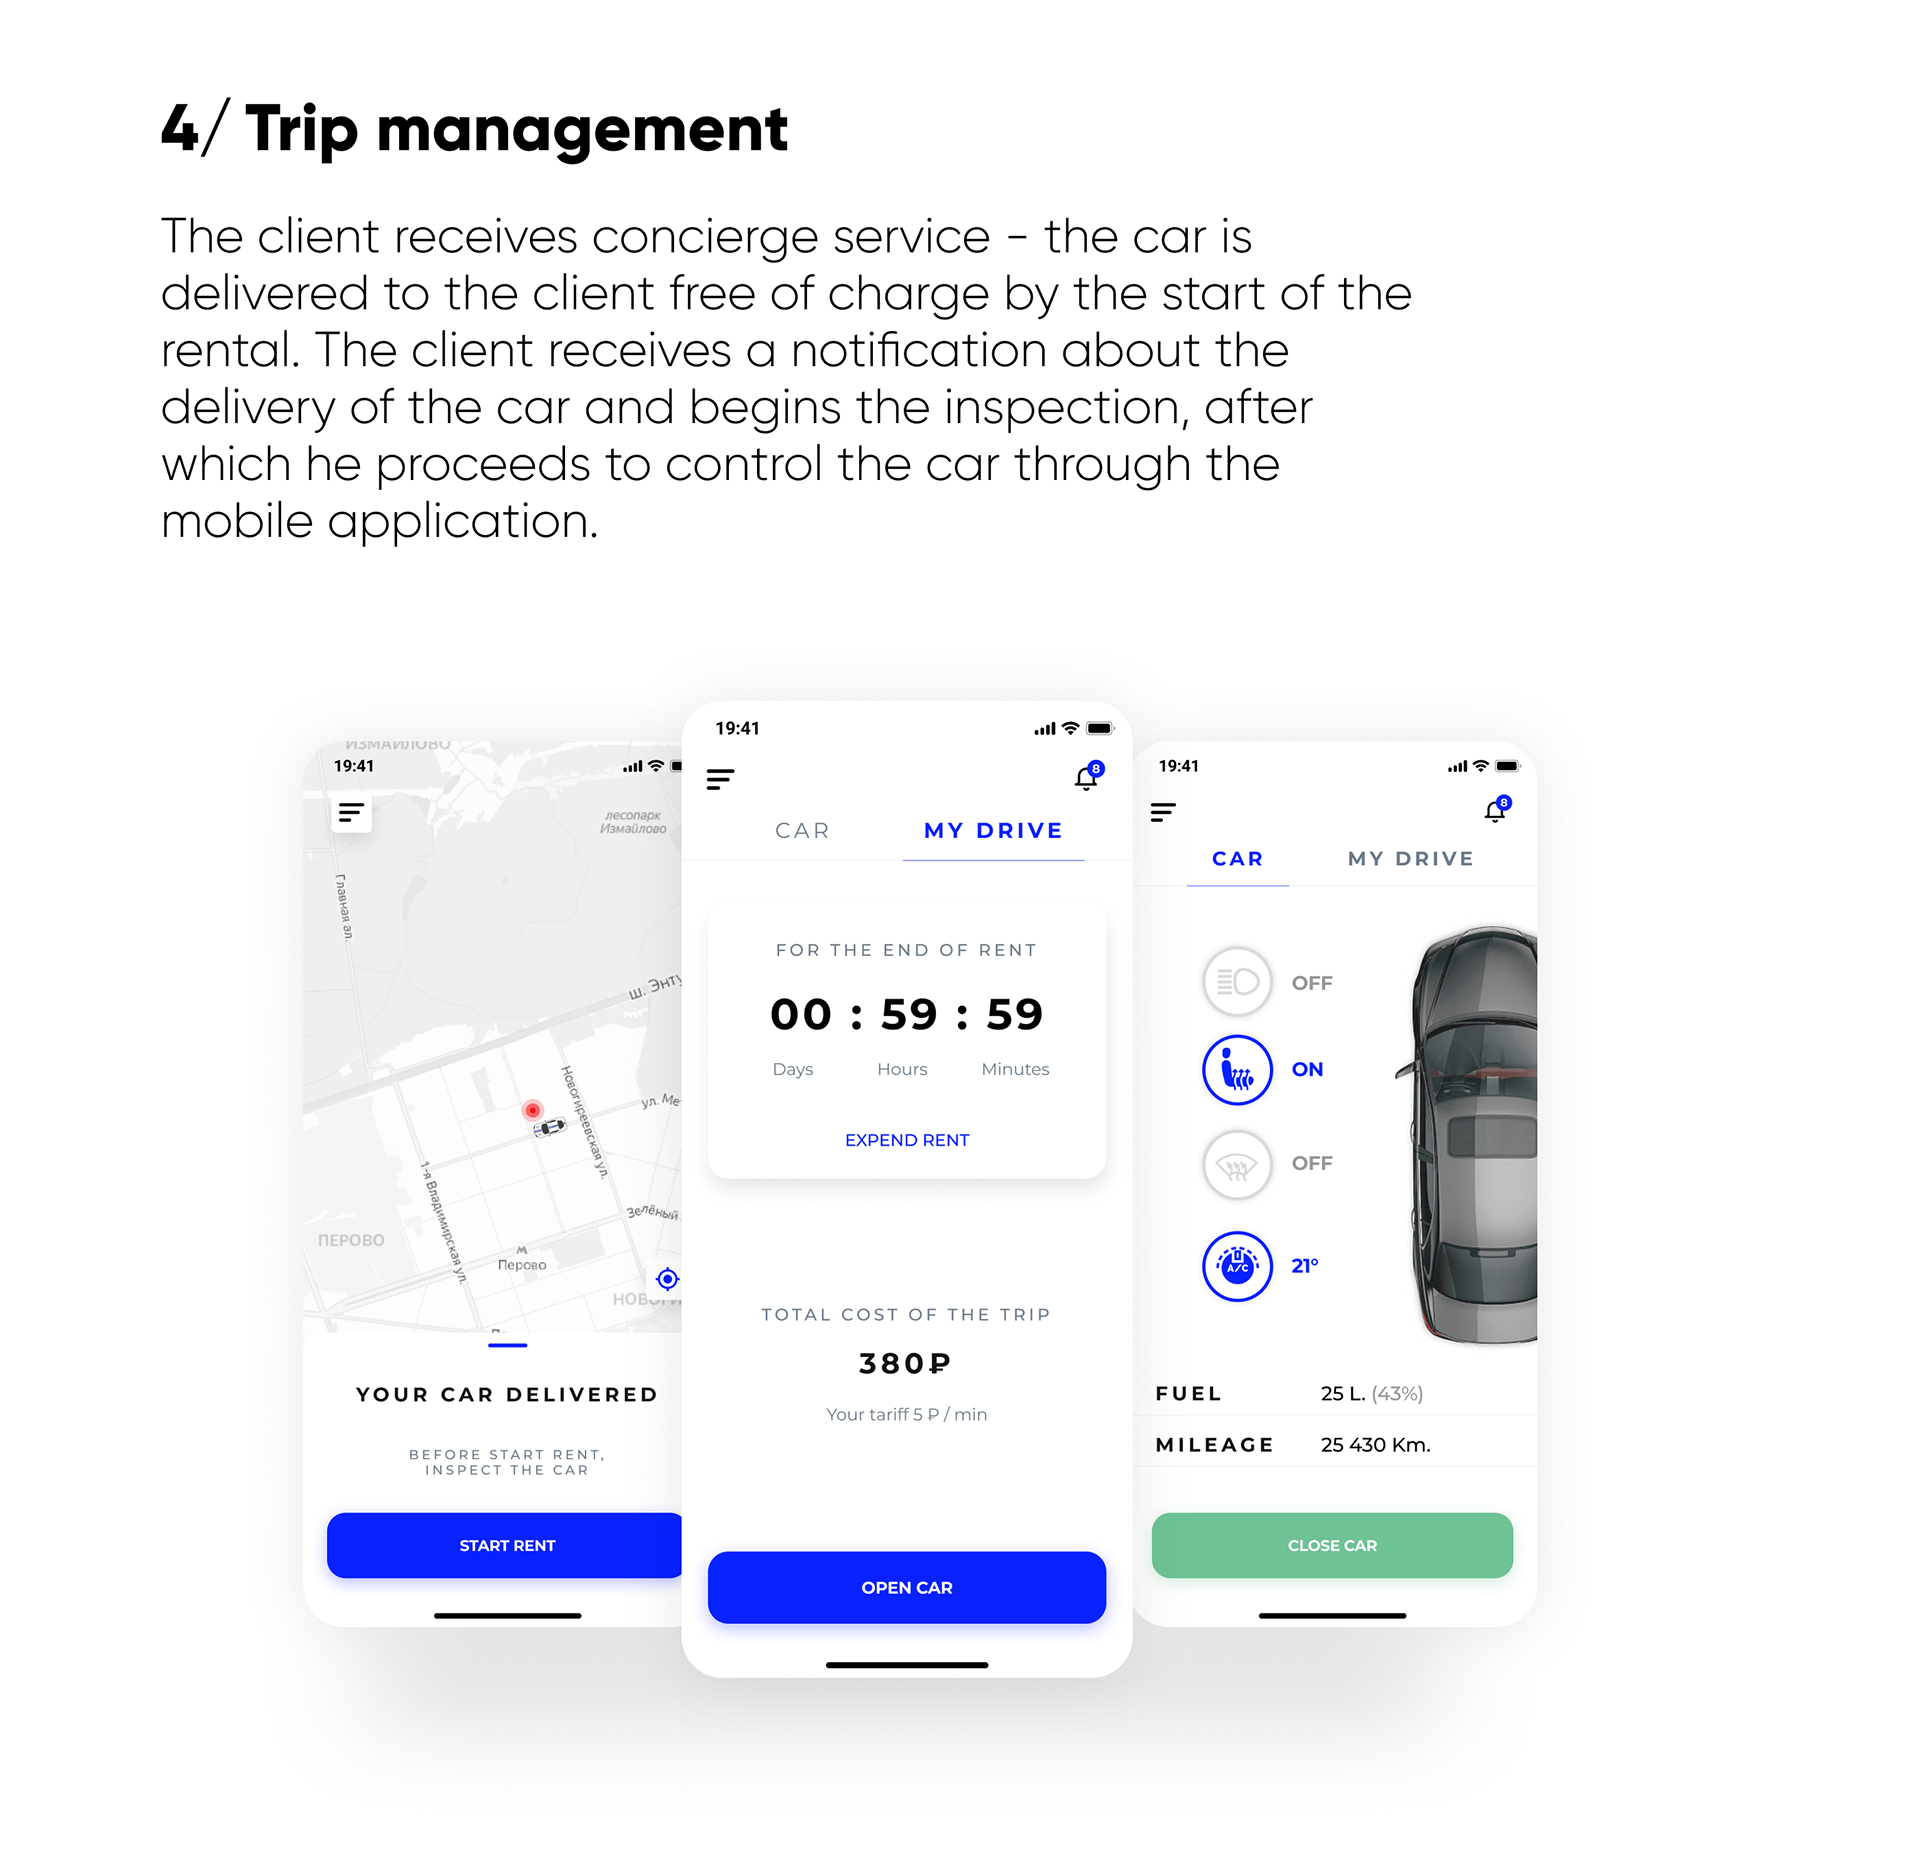 4/ Trip management
The client receives concierge service - the car is
delivered to the client free of charge by the start of the
rental. The client receives a notification about the
delivery of the car and begins the inspection, after
which he proceeds to control the car through the
mobile application.
ИЗМАЙЛОВО
19:41
лесопарк
Измайлово
Главная ал.
ш. Энту
Новогиреевская ул.
ул. Ме
1-я Владимирская ул.
Зелёный
ПЕРОВО
Перово
YOUR CAR DELIVERED
BEFORE START RENT,
INSPECT THE CAR
START RENT
19:41
8
CAR MY DRIVE
FOR THE END OF RENT
00 : 59 : 59
Days Hours Minutes
EXPEND RENT
TOTAL COST OF THE TRIP
380₽
Your tariff 5 ₽ / min
OPEN CAR
19:41
8
CAR MY DRIVE
OFF
ON
OFF
A/C 21°
FUEL 25 L. (43%)
MILEAGE 25 430 Km.
CLOSE CAR